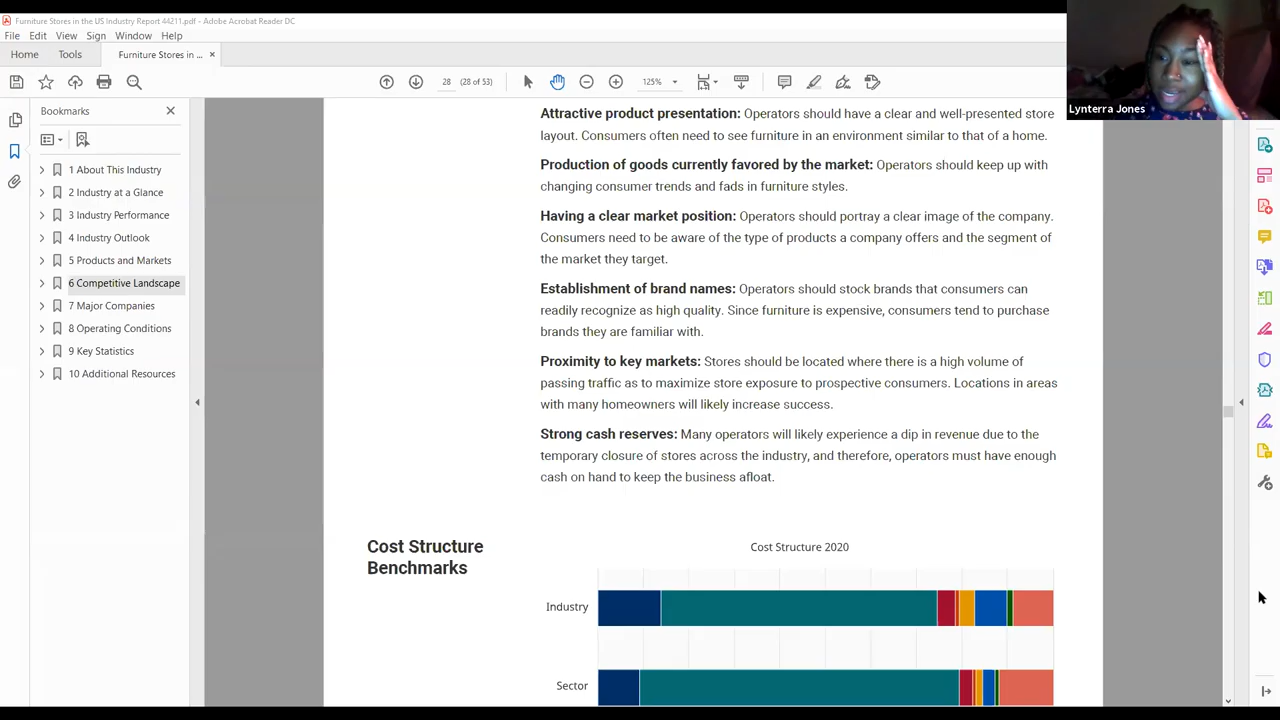 Furniture Stores in the US Industry Report 44211.pdf - Adobe Acrobat Reader DC
File Edit View Sign Window Help
Home Tools Furniture Stores in ... ×
28 (28 of 53) 125%
Lynterra Jones
Bookmarks
1 About This Industry
2 Industry at a Glance
3 Industry Performance
4 Industry Outlook
5 Products and Markets
6 Competitive Landscape
7 Major Companies
8 Operating Conditions
9 Key Statistics
10 Additional Resources
Attractive product presentation: Operators should have a clear and well-presented store
layout. Consumers often need to see furniture in an environment similar to that of a home.
Production of goods currently favored by the market: Operators should keep up with
changing consumer trends and fads in furniture styles.
Having a clear market position: Operators should portray a clear image of the company.
Consumers need to be aware of the type of products a company offers and the segment of
the market they target.
Establishment of brand names: Operators should stock brands that consumers can
readily recognize as high quality. Since furniture is expensive, consumers tend to purchase
brands they are familiar with.
Proximity to key markets: Stores should be located where there is a high volume of
passing traffic as to maximize store exposure to prospective consumers. Locations in areas
with many homeowners will likely increase success.
Strong cash reserves: Many operators will likely experience a dip in revenue due to the
temporary closure of stores across the industry, and therefore, operators must have enough
cash on hand to keep the business afloat.
Cost Structure
Benchmarks
Cost Structure 2020
Industry
Sector